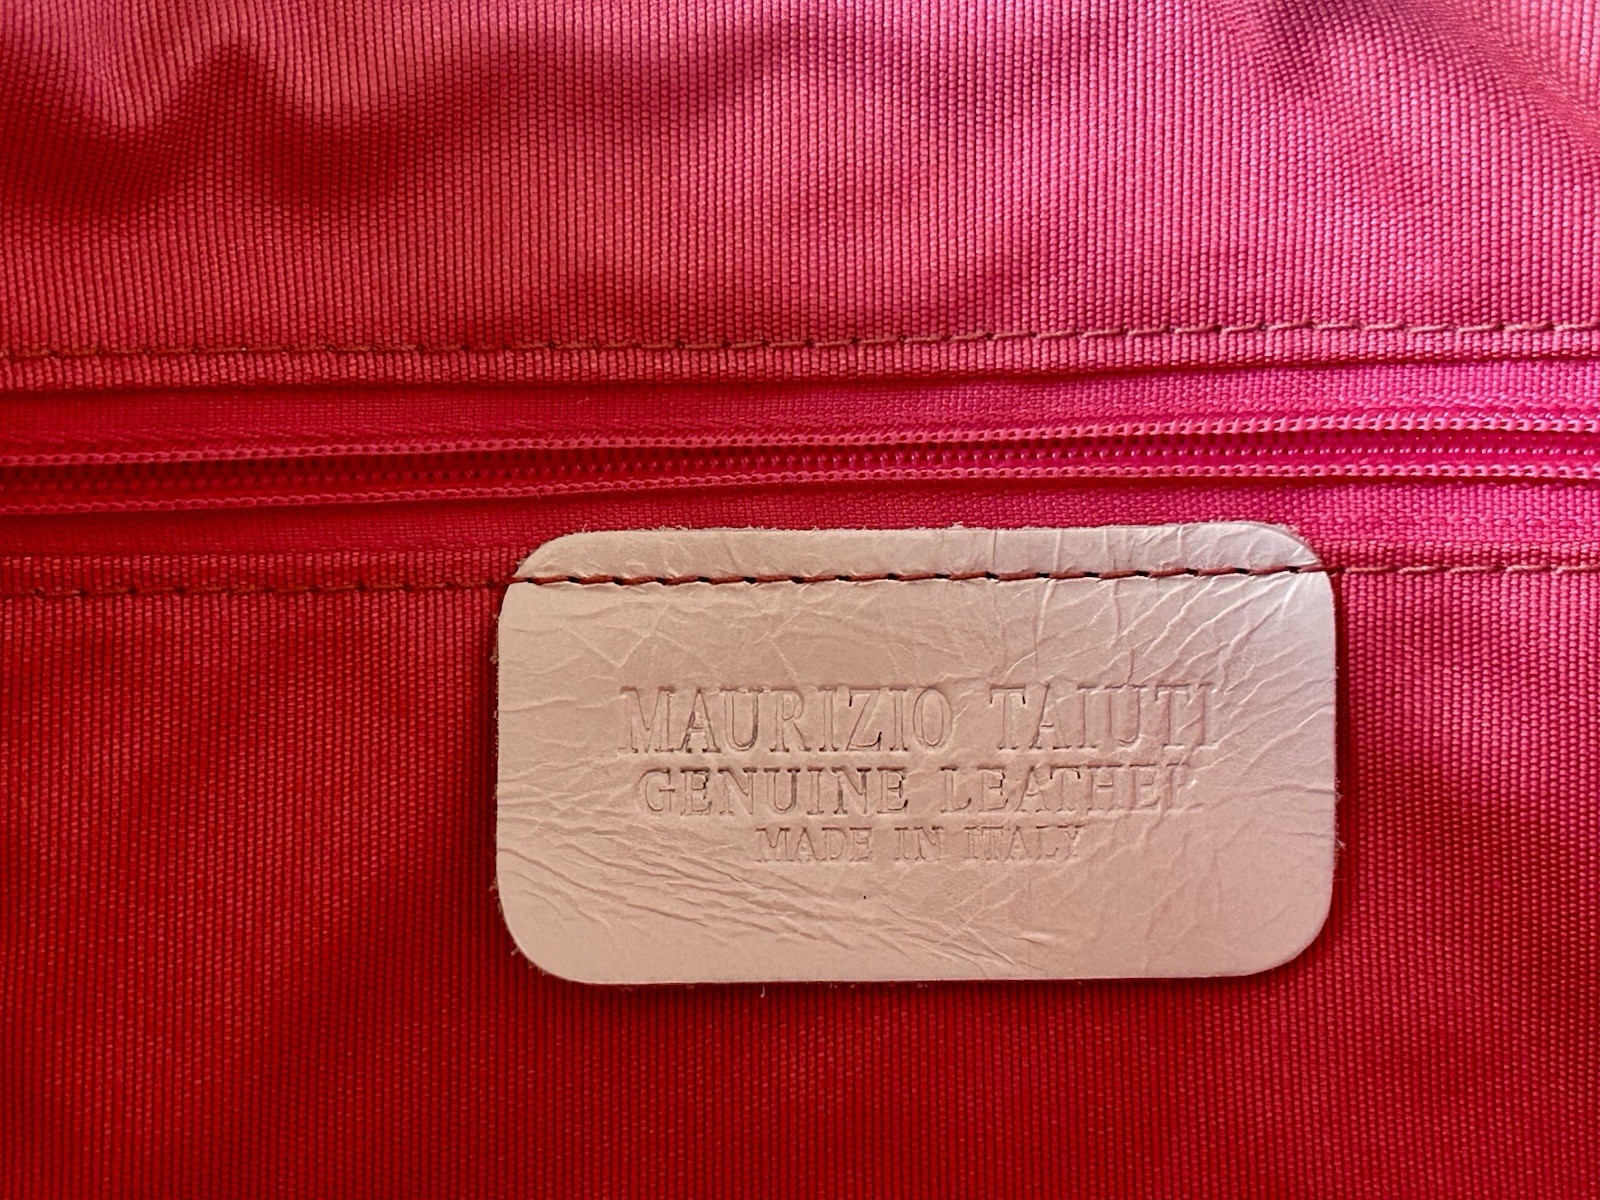 MAURIZIO TAIUTI
GENUINE LEATHER
MADE IN ITALY